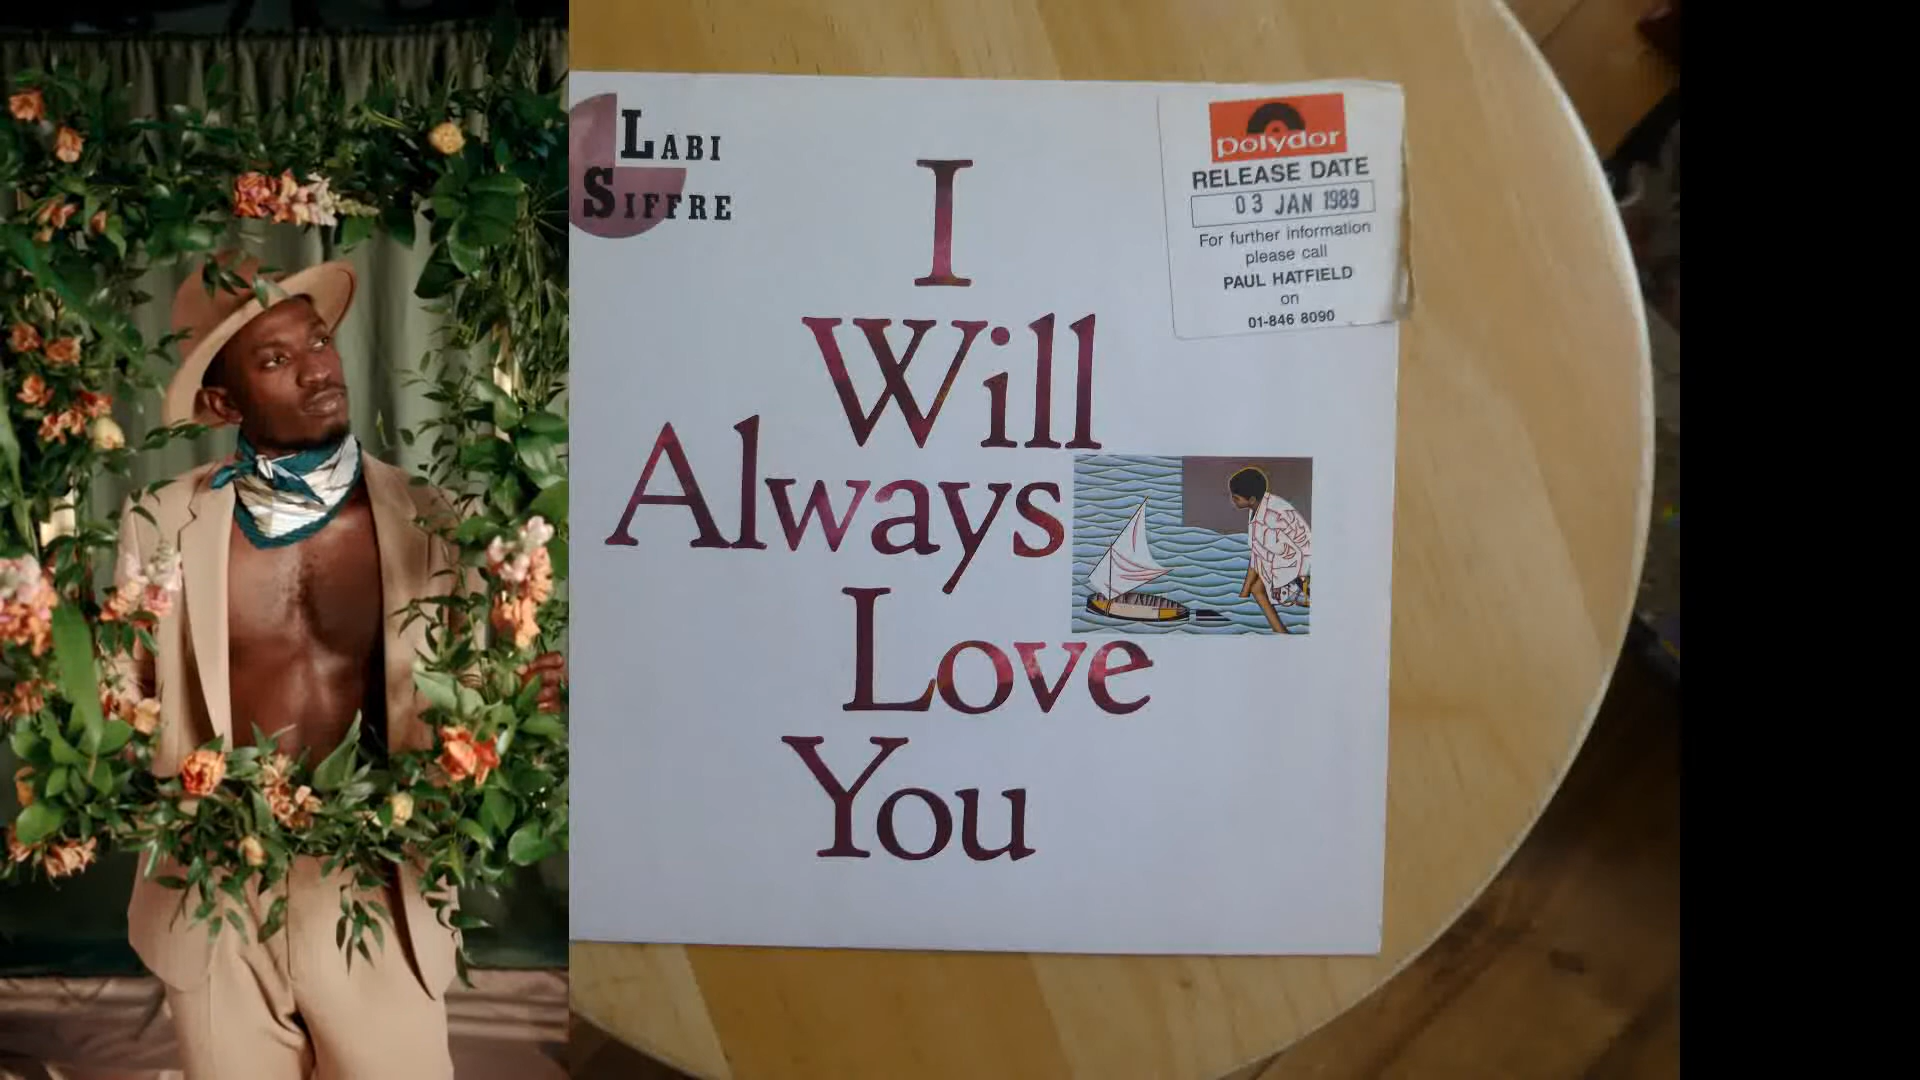 LABI
SIFFRE
I
Will
Always
Love
You
polydor
RELEASE DATE
03 JAN 1989
For further information
please call
PAUL HATFIELD
on
01-846 8090